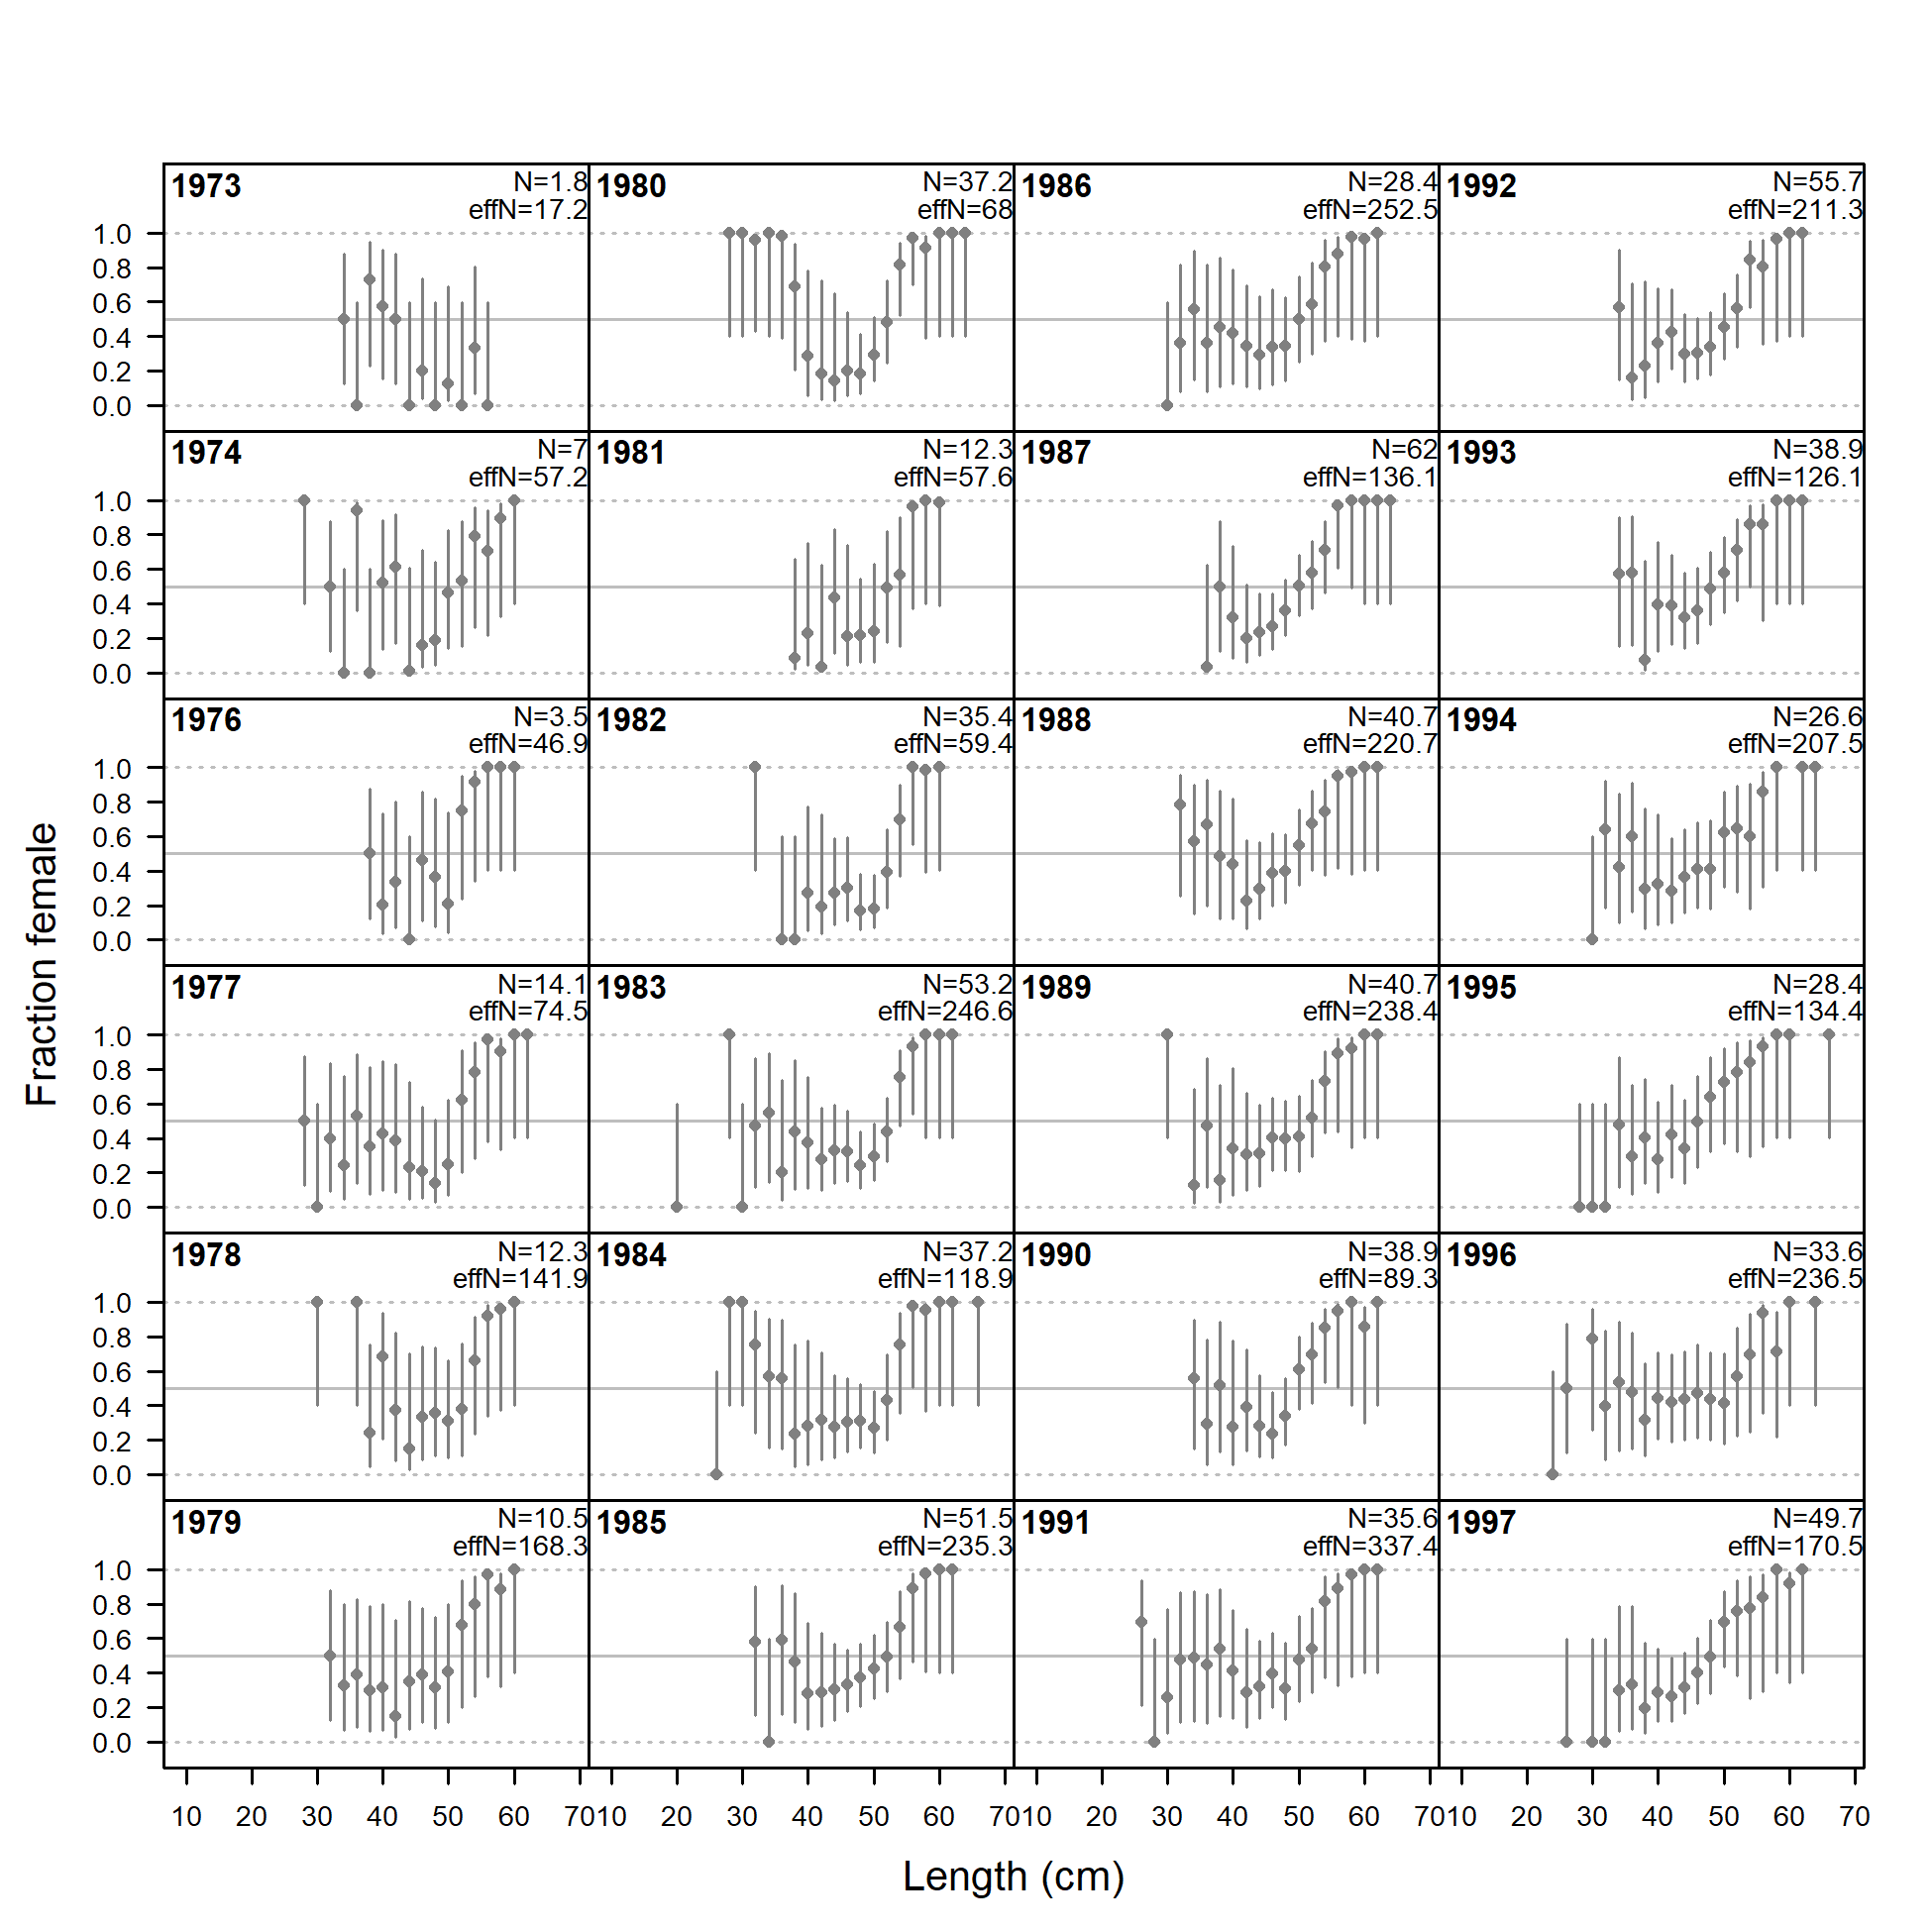 1973 N=1.8 1980 N=37.2 1986 N=28.4 1992 N=55.7
effN=17.2 effN=68 effN=252.5 effN=211.3
1.0
0.8
0.6
0.4
0.2
0.0
1974 N=7 1981 N=12.3 1987 N=62 1993 N=38.9
effN=57.2 effN=57.6 effN=136.1 effN=126.1
1.0
0.8
0.6
0.4
0.2
0.0
1976 N=3.5 1982 N=35.4 1988 N=40.7 1994 N=26.6
effN=46.9 effN=59.4 effN=220.7 effN=207.5
1.0
0.8
0.6
0.4
0.2
0.0
Fraction female
1977 N=14.1 1983 N=53.2 1989 N=40.7 1995 N=28.4
effN=74.5 effN=246.6 effN=238.4 effN=134.4
1.0
0.8
0.6
0.4
0.2
0.0
1978 N=12.3 1984 N=37.2 1990 N=38.9 1996 N=33.6
effN=141.9 effN=118.9 effN=89.3 effN=236.5
1.0
0.8
0.6
0.4
0.2
0.0
1979 N=10.5 1985 N=51.5 1991 N=35.6 1997 N=49.7
effN=168.3 effN=235.3 effN=337.4 effN=170.5
1.0
0.8
0.6
0.4
0.2
0.0
10 20 30 40 50 60 70 10 20 30 40 50 60 70 10 20 30 40 50 60 70 10 20 30 40 50 60 70
Length (cm)